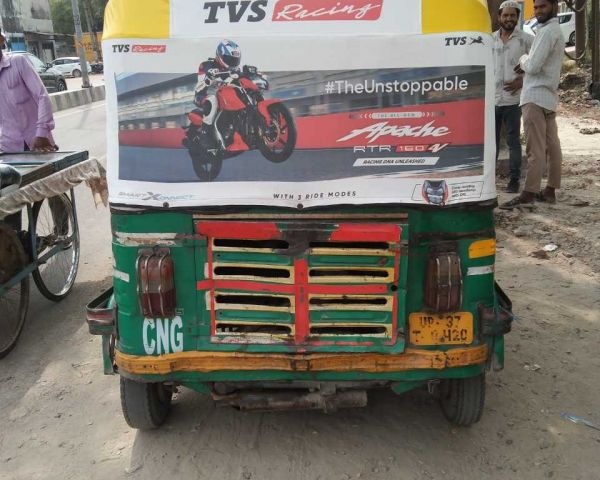 TVS Racing
TVS Racing
TVS
#TheUnstoppable
THE ALL-NEW
Apache
RTR 160 4V
RACING DNA UNLEASHED
SMARTXONNECT
WITH 3 RIDE MODES
CNG
UP 37